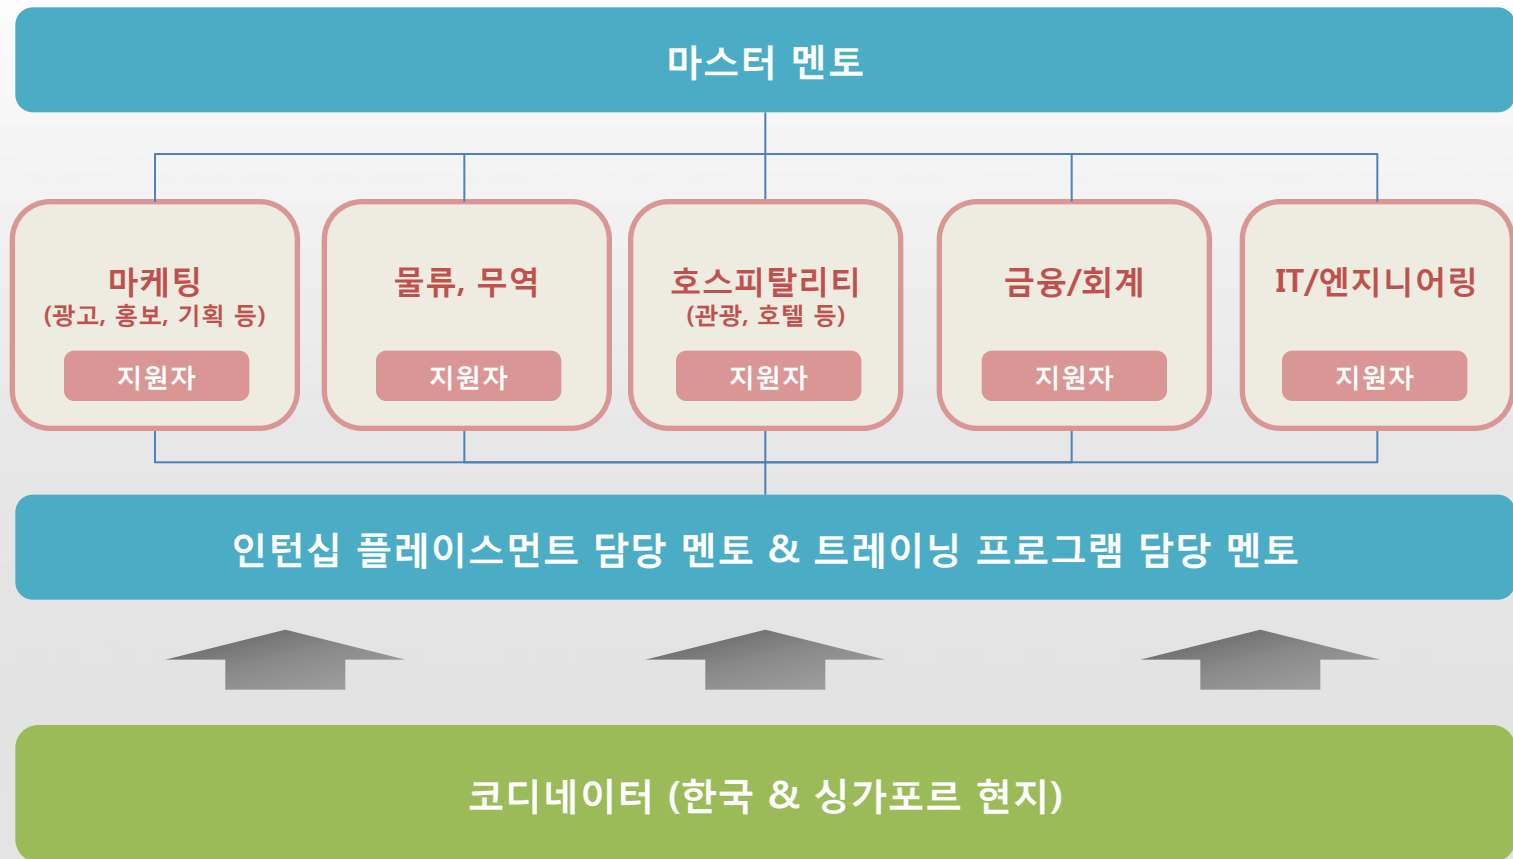 마스터 멘토
마케팅
(광고, 홍보, 기획 등)
지원자
물류, 무역
지원자
호스피탈리티
(관광, 호텔 등)
지원자
금융/회계
지원자
IT/엔지니어링
지원자
인턴십 플레이스먼트 담당 멘토 & 트레이닝 프로그램 담당 멘토
코디네이터 (한국 & 싱가포르 현지)